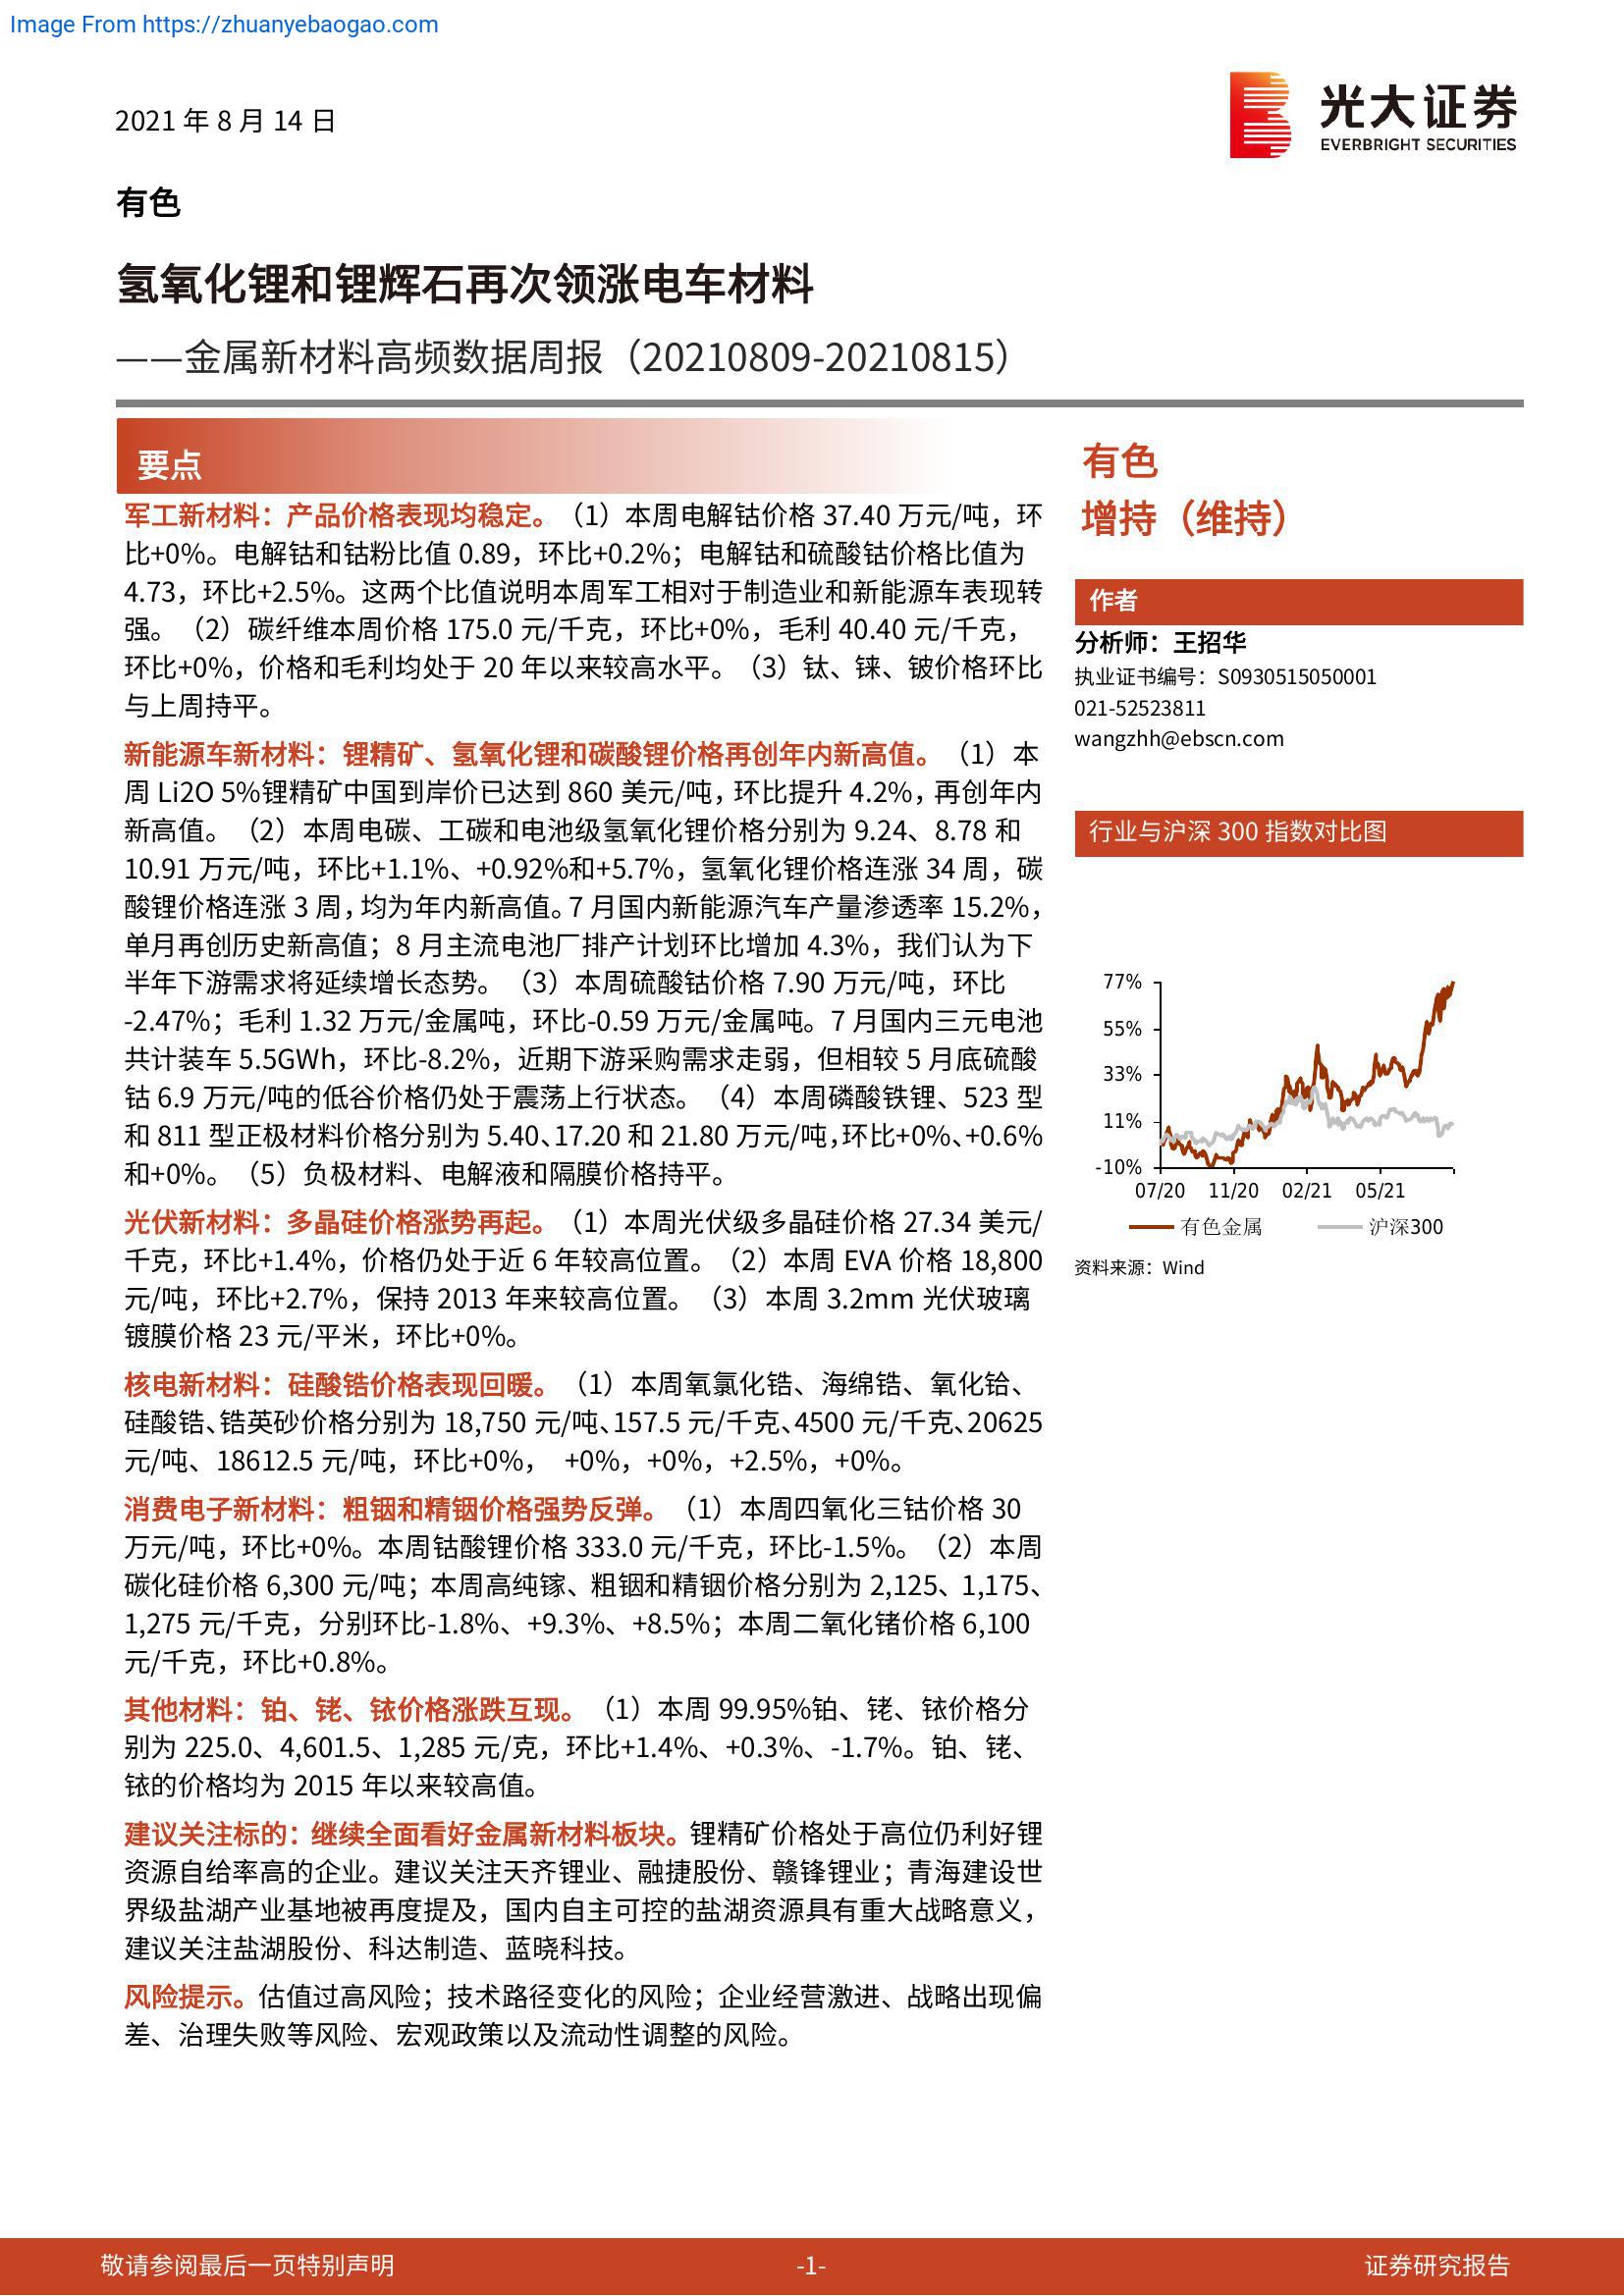 Image From https://zhuanyebaogao.com
2021 年 8 月 14 日
光大证券
EVERBRIGHT SECURITIES
有色
氢氧化锂和锂辉石再次领涨电车材料
——金属新材料高频数据周报（20210809-20210815）
要点
军工新材料：产品价格表现均稳定。（1）本周电解钴价格 37.40 万元/吨，环
比+0%。电解钴和钴粉比值 0.89，环比+0.2%；电解钴和硫酸钴价格比值为
4.73，环比+2.5%。这两个比值说明本周军工相对于制造业和新能源车表现转
强。（2）碳纤维本周价格 175.0 元/千克，环比+0%，毛利 40.40 元/千克，
环比+0%，价格和毛利均处于 20 年以来较高水平。（3）钛、铼、铍价格环比
与上周持平。
新能源车新材料：锂精矿、氢氧化锂和碳酸锂价格再创年内新高值。（1）本
周 Li2O 5%锂精矿中国到岸价已达到 860 美元/吨，环比提升 4.2%，再创年内
新高值。（2）本周电碳、工碳和电池级氢氧化锂价格分别为 9.24、8.78 和
10.91 万元/吨，环比+1.1%、+0.92%和+5.7%，氢氧化锂价格连涨 34 周，碳
酸锂价格连涨 3 周，均为年内新高值。7 月国内新能源汽车产量渗透率 15.2%，
单月再创历史新高值；8 月主流电池厂排产计划环比增加 4.3%，我们认为下
半年下游需求将延续增长态势。（3）本周硫酸钴价格 7.90 万元/吨，环比
-2.47%；毛利 1.32 万元/金属吨，环比-0.59 万元/金属吨。7 月国内三元电池
共计装车 5.5GWh，环比-8.2%，近期下游采购需求走弱，但相较 5 月底硫酸
钴 6.9 万元/吨的低谷价格仍处于震荡上行状态。（4）本周磷酸铁锂、523 型
和 811 型正极材料价格分别为 5.40、17.20 和 21.80 万元/吨，环比+0%、+0.6%
和+0%。（5）负极材料、电解液和隔膜价格持平。
光伏新材料：多晶硅价格涨势再起。（1）本周光伏级多晶硅价格 27.34 美元/
千克，环比+1.4%，价格仍处于近 6 年较高位置。（2）本周 EVA 价格 18,800
元/吨，环比+2.7%，保持 2013 年来较高位置。（3）本周 3.2mm 光伏玻璃
镀膜价格 23 元/平米，环比+0%。
核电新材料：硅酸锆价格表现回暖。（1）本周氧氯化锆、海绵锆、氧化铪、
硅酸锆、锆英砂价格分别为 18,750 元/吨、157.5 元/千克、4500 元/千克、20625
元/吨、18612.5 元/吨，环比+0%， +0%，+0%，+2.5%，+0%。
消费电子新材料：粗铟和精铟价格强势反弹。（1）本周四氧化三钴价格 30
万元/吨，环比+0%。本周钴酸锂价格 333.0 元/千克，环比-1.5%。（2）本周
碳化硅价格 6,300 元/吨；本周高纯镓、粗铟和精铟价格分别为 2,125、1,175、
1,275 元/千克，分别环比-1.8%、+9.3%、+8.5%；本周二氧化锗价格 6,100
元/千克，环比+0.8%。
其他材料：铂、铑、铱价格涨跌互现。（1）本周 99.95%铂、铑、铱价格分
别为 225.0、4,601.5、1,285 元/克，环比+1.4%、+0.3%、-1.7%。铂、铑、
铱的价格均为 2015 年以来较高值。
建议关注标的：继续全面看好金属新材料板块。锂精矿价格处于高位仍利好锂
资源自给率高的企业。建议关注天齐锂业、融捷股份、赣锋锂业；青海建设世
界级盐湖产业基地被再度提及，国内自主可控的盐湖资源具有重大战略意义，
建议关注盐湖股份、科达制造、蓝晓科技。
风险提示。估值过高风险；技术路径变化的风险；企业经营激进、战略出现偏
差、治理失败等风险、宏观政策以及流动性调整的风险。
有色
增持（维持）
作者
分析师：王招华
执业证书编号：S0930515050001
021-52523811
wangzhh@ebscn.com
行业与沪深 300 指数对比图
77%
55%
33%
11%
-10%
07/20 11/20 02/21 05/21
有色金属 沪深300
资料来源：Wind
敬请参阅最后一页特别声明 -1- 证券研究报告